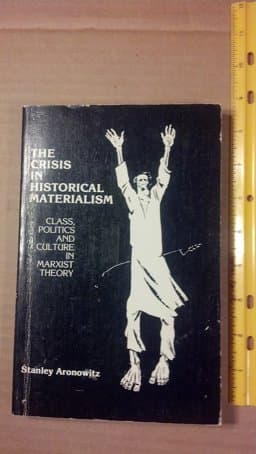 THE
CRISIS
IN
HISTORICAL
MATERIALISM
CLASS,
POLITICS
AND
CULTURE
IN
MARXIST
THEORY
Stanley Aronowitz